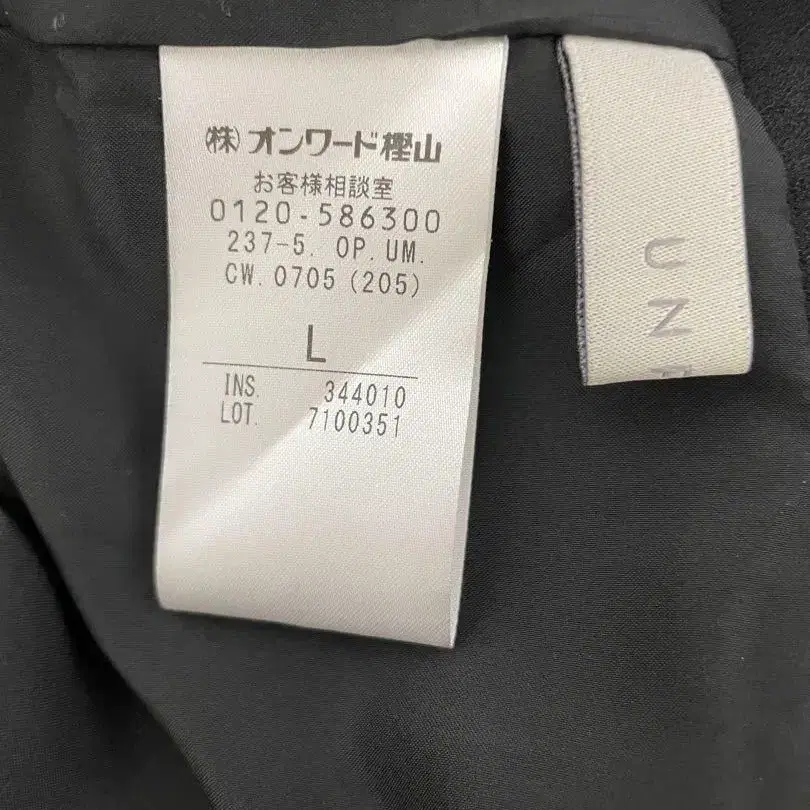 (株)オンワード樫山
お客様相談室
0120-586300
237-5. OP. UM.
CW. 0705 (205)
L
INS. 344010
LOT. 7100351
UN